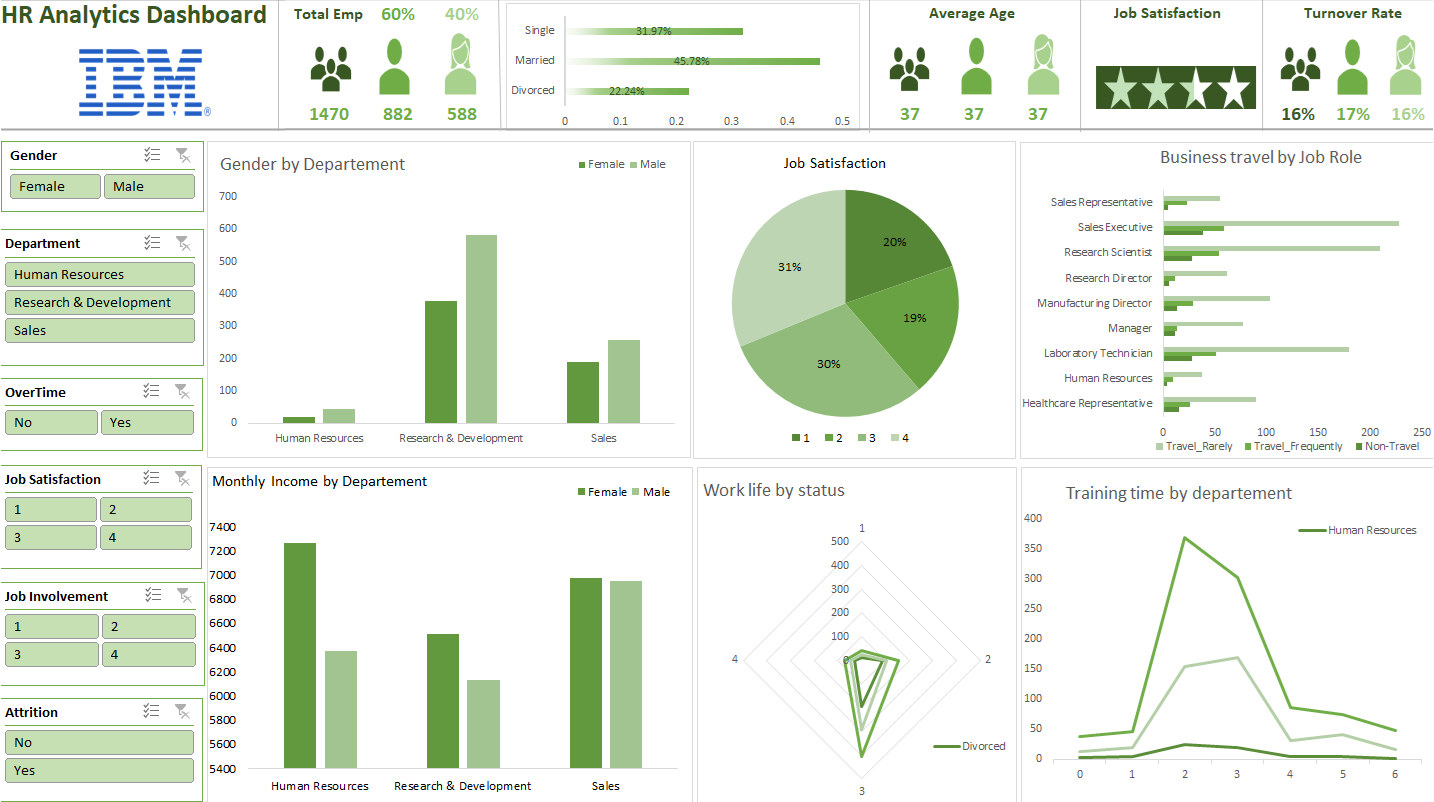 HR Analytics Dashboard
IBM®
Total Emp 60% 40%
1470 882 588
Single 31.97%
Married 45.78%
Divorced 22.24%
0 0.1 0.2 0.3 0.4 0.5
Average Age
37 37 37
Job Satisfaction
Turnover Rate
16% 17% 16%
Gender
Female Male
Department
Human Resources
Research & Development
Sales
OverTime
No Yes
Job Satisfaction
1 2
3 4
Job Involvement
1 2
3 4
Attrition
No
Yes
Gender by Departement
Female Male
700
600
500
400
300
200
100
0
Human Resources Research & Development Sales
Job Satisfaction
20%
19%
30%
31%
1 2 3 4
Business travel by Job Role
Sales Representative
Sales Executive
Research Scientist
Research Director
Manufacturing Director
Manager
Laboratory Technician
Human Resources
Healthcare Representative
0 50 100 150 200 250
Travel_Rarely Travel_Frequently Non-Travel
Monthly Income by Departement
Female Male
7400
7200
7000
6800
6600
6400
6200
6000
5800
5600
5400
Human Resources Research & Development Sales
Work life by status
1
500
400
300
200
100
0
4 2
3
Divorced
Training time by departement
Human Resources
400
350
300
250
200
150
100
50
0
0 1 2 3 4 5 6